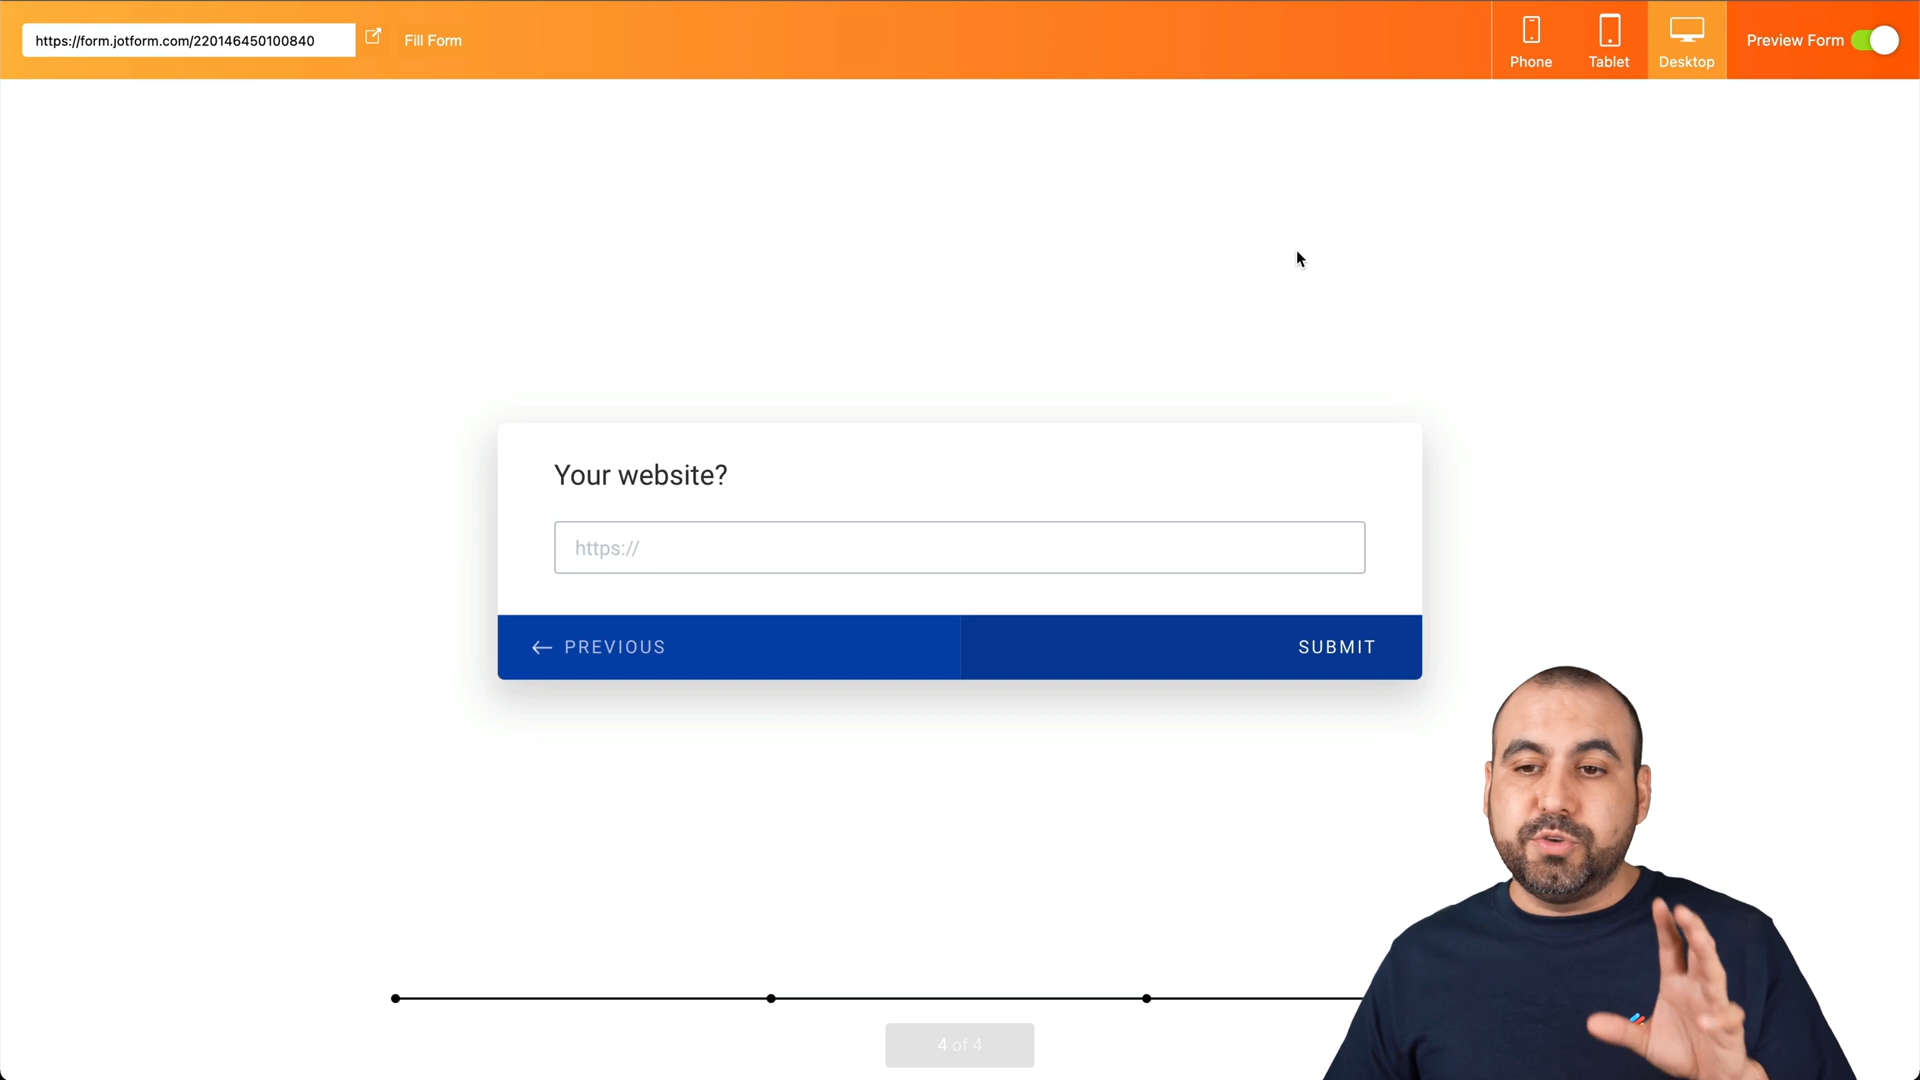 https://form.jotform.com/220146450100840
Fill Form
Phone
Tablet
Desktop
Preview Form
Your website?
https://
← PREVIOUS
SUBMIT
4 of 4